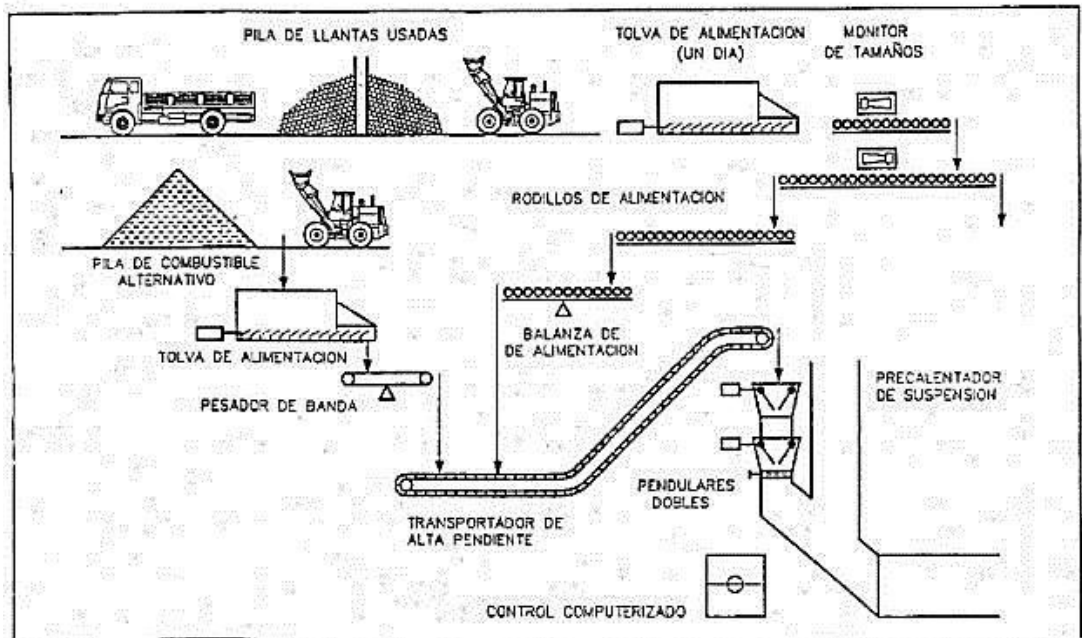 PILA DE LLANTAS USADAS
TOLVA DE ALIMENTACION
(UN DIA)
MONITOR
DE TAMAÑOS
RODILLOS DE ALIMENTACION
PILA DE COMBUSTIBLE
ALTERNATIVO
TOLVA DE ALIMENTACION
BALANZA DE
DE ALIMENTACION
PESADOR DE BANDA
PRECALENTADOR
DE SUSPENSION
PENDULARES
DOBLES
TRANSPORTADOR DE
ALTA PENDIENTE
CONTROL COMPUTERIZADO